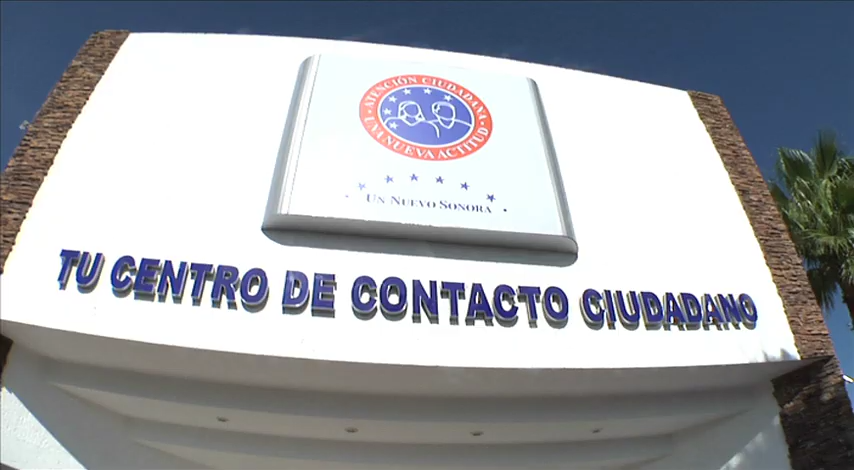 ATENCIÓN CIUDADANA
UNA NUEVA ACTITUD
UN NUEVO SONORA
TU CENTRO DE CONTACTO CIUDADANO